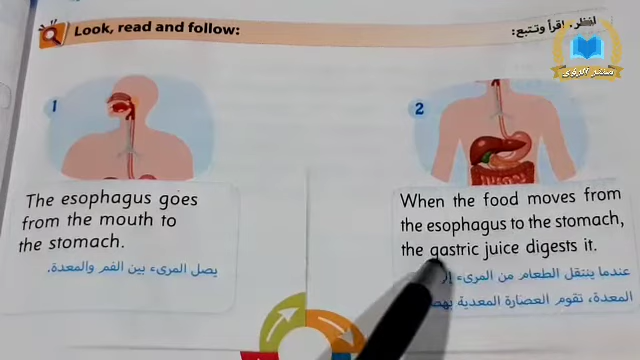 Look, read and follow:
انظر، اقرأ وتتبع:
1
The esophagus goes
from the mouth to
the stomach.
يصل المرىء بين الفم والمعدة.
2
When the food moves from
the esophagus to the stomach,
the gastric juice digests it.
عندما ينتقل الطعام من المرىء
المعدة، تقوم العصارة المعدية